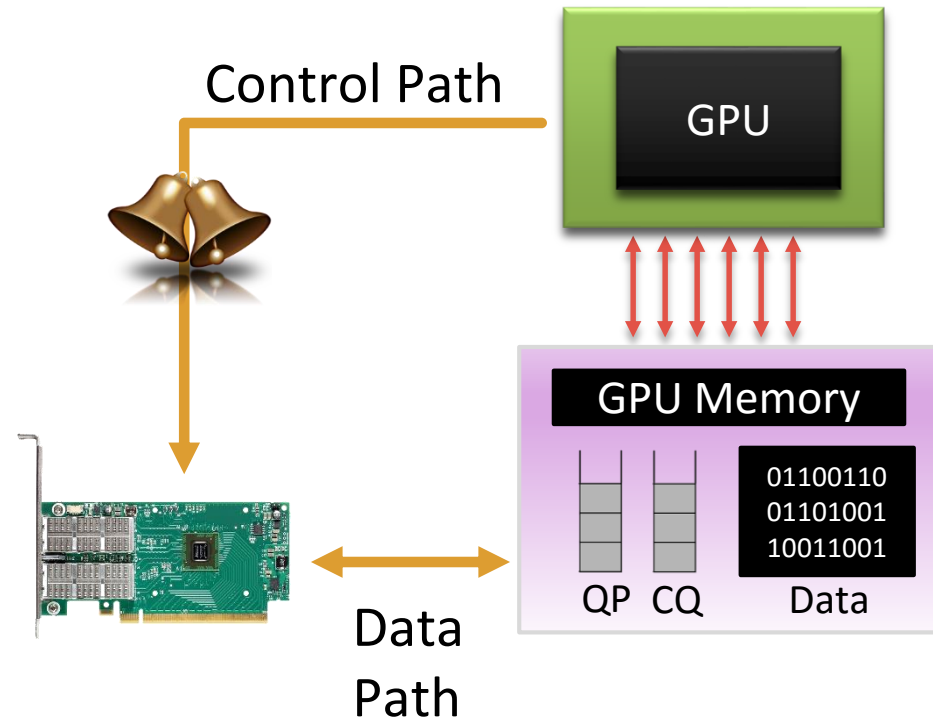 Control Path
GPU
GPU Memory
01100110
01101001
10011001
QP CQ Data
Data
Path